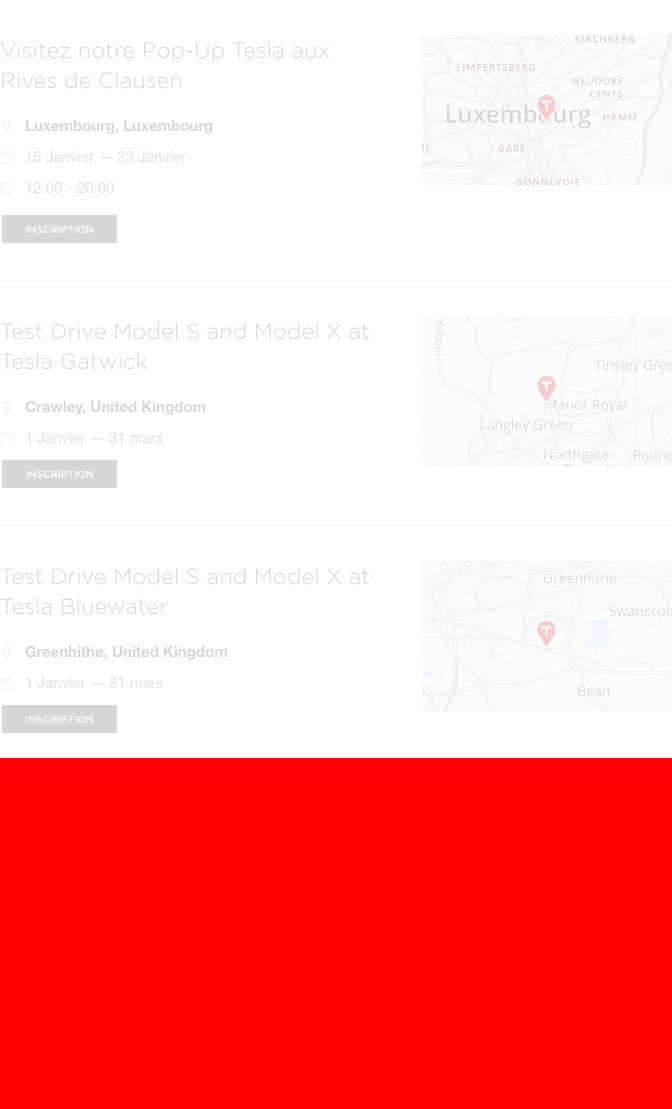 Visitez notre Pop-Up Tesla aux
Rives de Clausen
Luxembourg, Luxembourg
15 Janvier — 23 Janvier
12:00 - 20:00
INSCRIPTION
KIRCHBERG
LIMPERTSBERG
NEUDORF
CENTS
Luxembourg
HAMM
GARE
BONNEVOIE
Test Drive Model S and Model X at
Tesla Gatwick
Crawley, United Kingdom
1 Janvier — 31 mars
INSCRIPTION
Tinsley Gree
Manor Royal
Langley Green
Northgate
Pound
Test Drive Model S and Model X at
Tesla Bluewater
Greenhithe, United Kingdom
1 Janvier — 31 mars
INSCRIPTION
Greenhithe
Swanscom
Bean